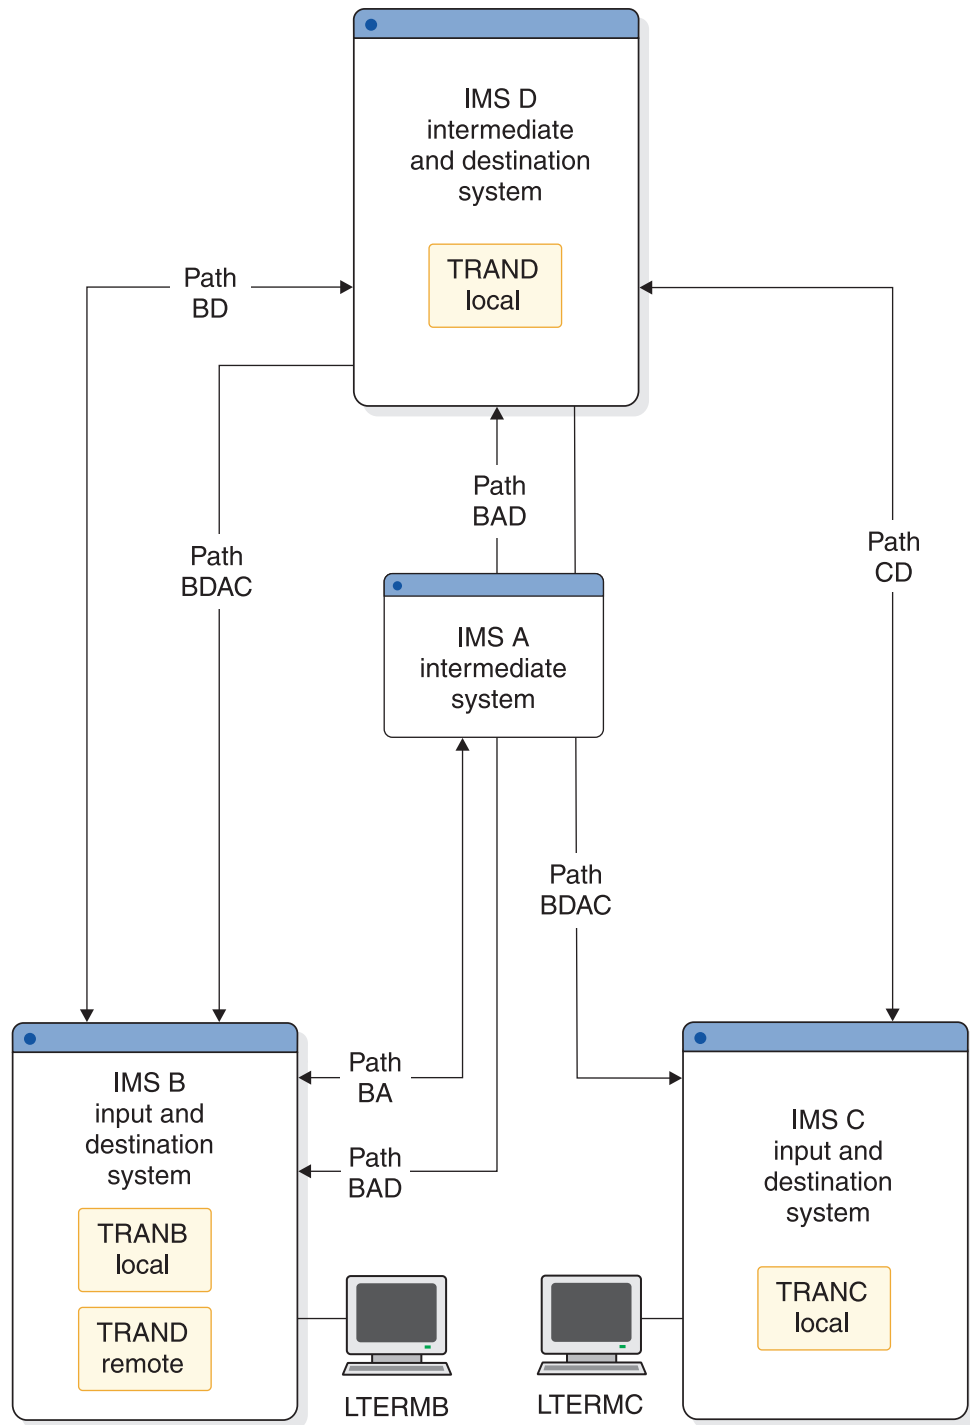 IMS D
intermediate
and destination
system
TRAND
local
Path
BD
Path
BAD
Path
BDAC
Path
CD
IMS A
intermediate
system
Path
BDAC
Path
BA
Path
BAD
IMS B
input and
destination
system
TRANB
local
TRAND
remote
LTERMB
LTERMC
IMS C
input and
destination
system
TRANC
local